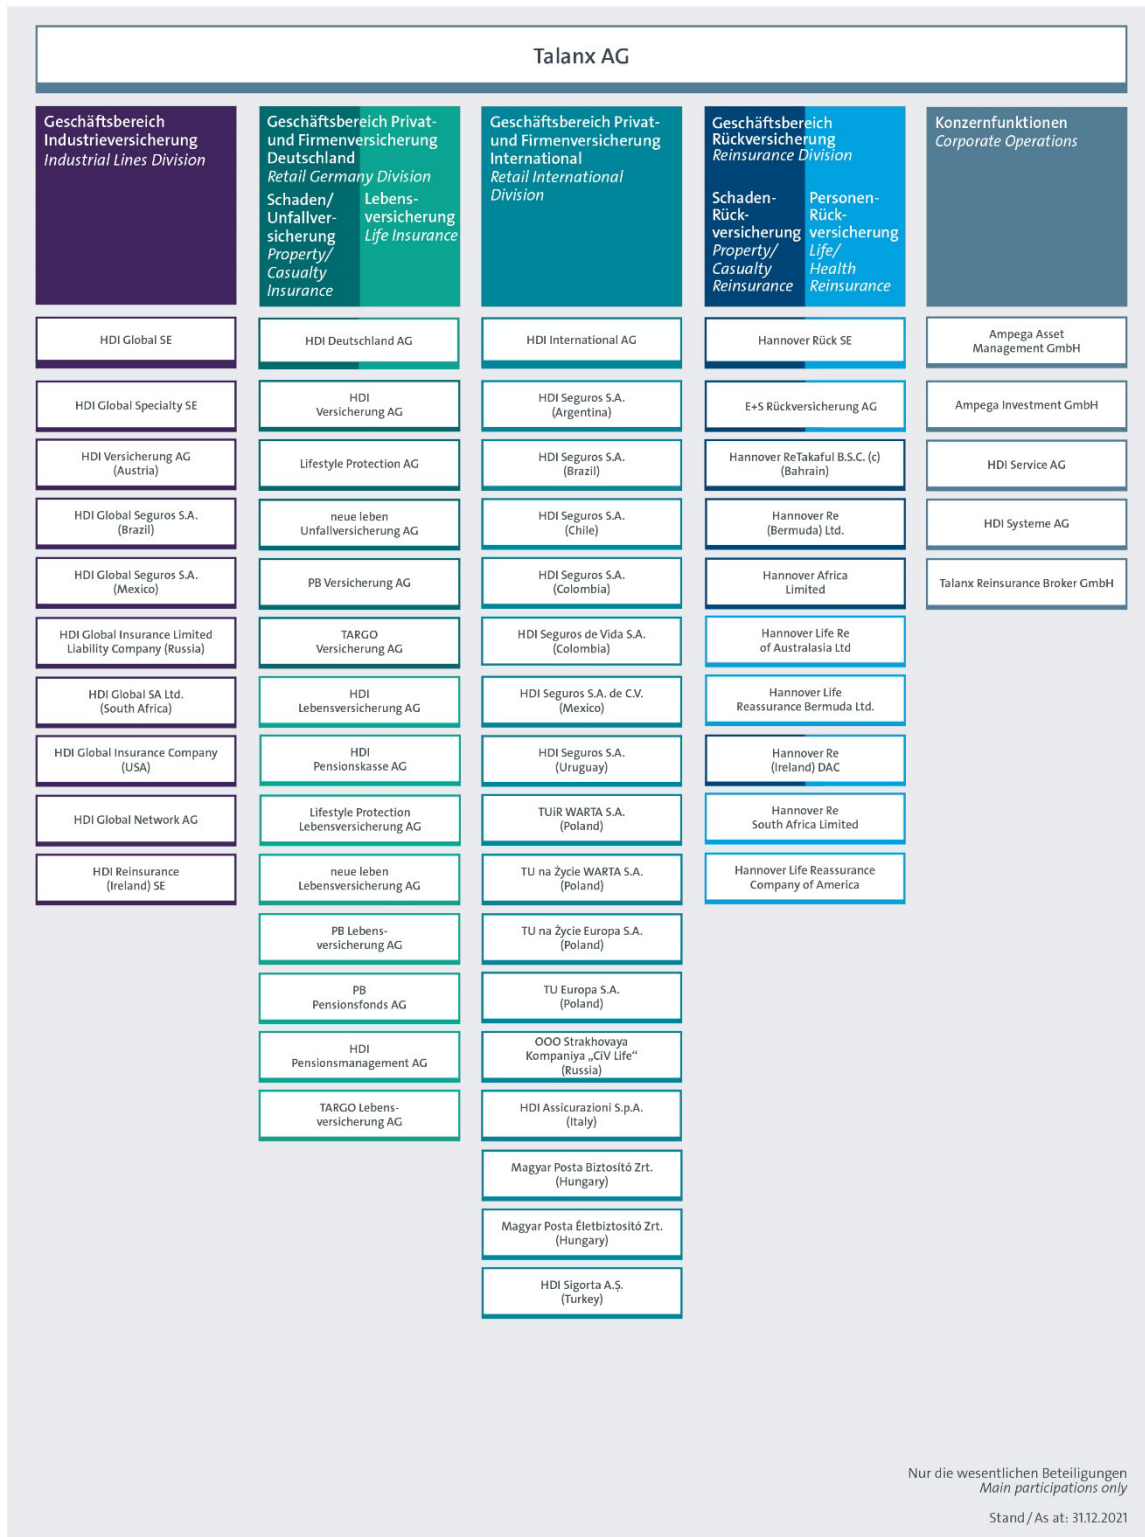 Talanx AG
Geschäftsbereich
Industrieversicherung
Industrial Lines Division
HDI Global SE
HDI Global Specialty SE
HDI Versicherung AG
(Austria)
HDI Global Seguros S.A.
(Brazil)
HDI Global Seguros S.A.
(Mexico)
HDI Global Insurance Limited
Liability Company (Russia)
HDI Global SA Ltd.
(South Africa)
HDI Global Insurance Company
(USA)
HDI Global Network AG
HDI Reinsurance
(Ireland) SE
Geschäftsbereich Privat-
und Firmenversicherung
Deutschland
Retail Germany Division
Schaden/
Unfallver-
sicherung
Property/
Casualty
Insurance
Lebens-
versicherung
Life Insurance
HDI Deutschland AG
HDI
Versicherung AG
Lifestyle Protection AG
neue leben
Unfallversicherung AG
PB Versicherung AG
TARGO
Versicherung AG
HDI
Lebensversicherung AG
HDI
Pensionskasse AG
Lifestyle Protection
Lebensversicherung AG
neue leben
Lebensversicherung AG
PB Lebens-
versicherung AG
PB
Pensionsfonds AG
HDI
Pensionsmanagement AG
TARGO Lebens-
versicherung AG
Geschäftsbereich Privat-
und Firmenversicherung
International
Retail International
Division
HDI International AG
HDI Seguros S.A.
(Argentina)
HDI Seguros S.A.
(Brazil)
HDI Seguros S.A.
(Chile)
HDI Seguros S.A.
(Colombia)
HDI Seguros de Vida S.A.
(Colombia)
HDI Seguros S.A. de C.V.
(Mexico)
HDI Seguros S.A.
(Uruguay)
TUiR WARTA S.A.
(Poland)
TU na Życie WARTA S.A.
(Poland)
TU na Życie Europa S.A.
(Poland)
TU Europa S.A.
(Poland)
OOO Strakhovaya
Kompaniya „CiV Life“
(Russia)
HDI Assicurazioni S.p.A.
(Italy)
Magyar Posta Biztosító Zrt.
(Hungary)
Magyar Posta Életbiztosító Zrt.
(Hungary)
HDI Sigorta A.Ş.
(Turkey)
Geschäftsbereich
Rückversicherung
Reinsurance Division
Schaden-
Rück-
versicherung
Property/
Casualty
Reinsurance
Personen-
Rück-
versicherung
Life/
Health
Reinsurance
Hannover Rück SE
E+S Rückversicherung AG
Hannover ReTakaful B.S.C. (c)
(Bahrain)
Hannover Re
(Bermuda) Ltd.
Hannover Africa
Limited
Hannover Life Re
of Australasia Ltd
Hannover Life
Reassurance Bermuda Ltd.
Hannover Re
(Ireland) DAC
Hannover Re
South Africa Limited
Hannover Life Reassurance
Company of America
Konzernfunktionen
Corporate Operations
Ampega Asset
Management GmbH
Ampega Investment GmbH
HDI Service AG
HDI Systeme AG
Talanx Reinsurance Broker GmbH
Nur die wesentlichen Beteiligungen
Main participations only
Stand / As at: 31.12.2021